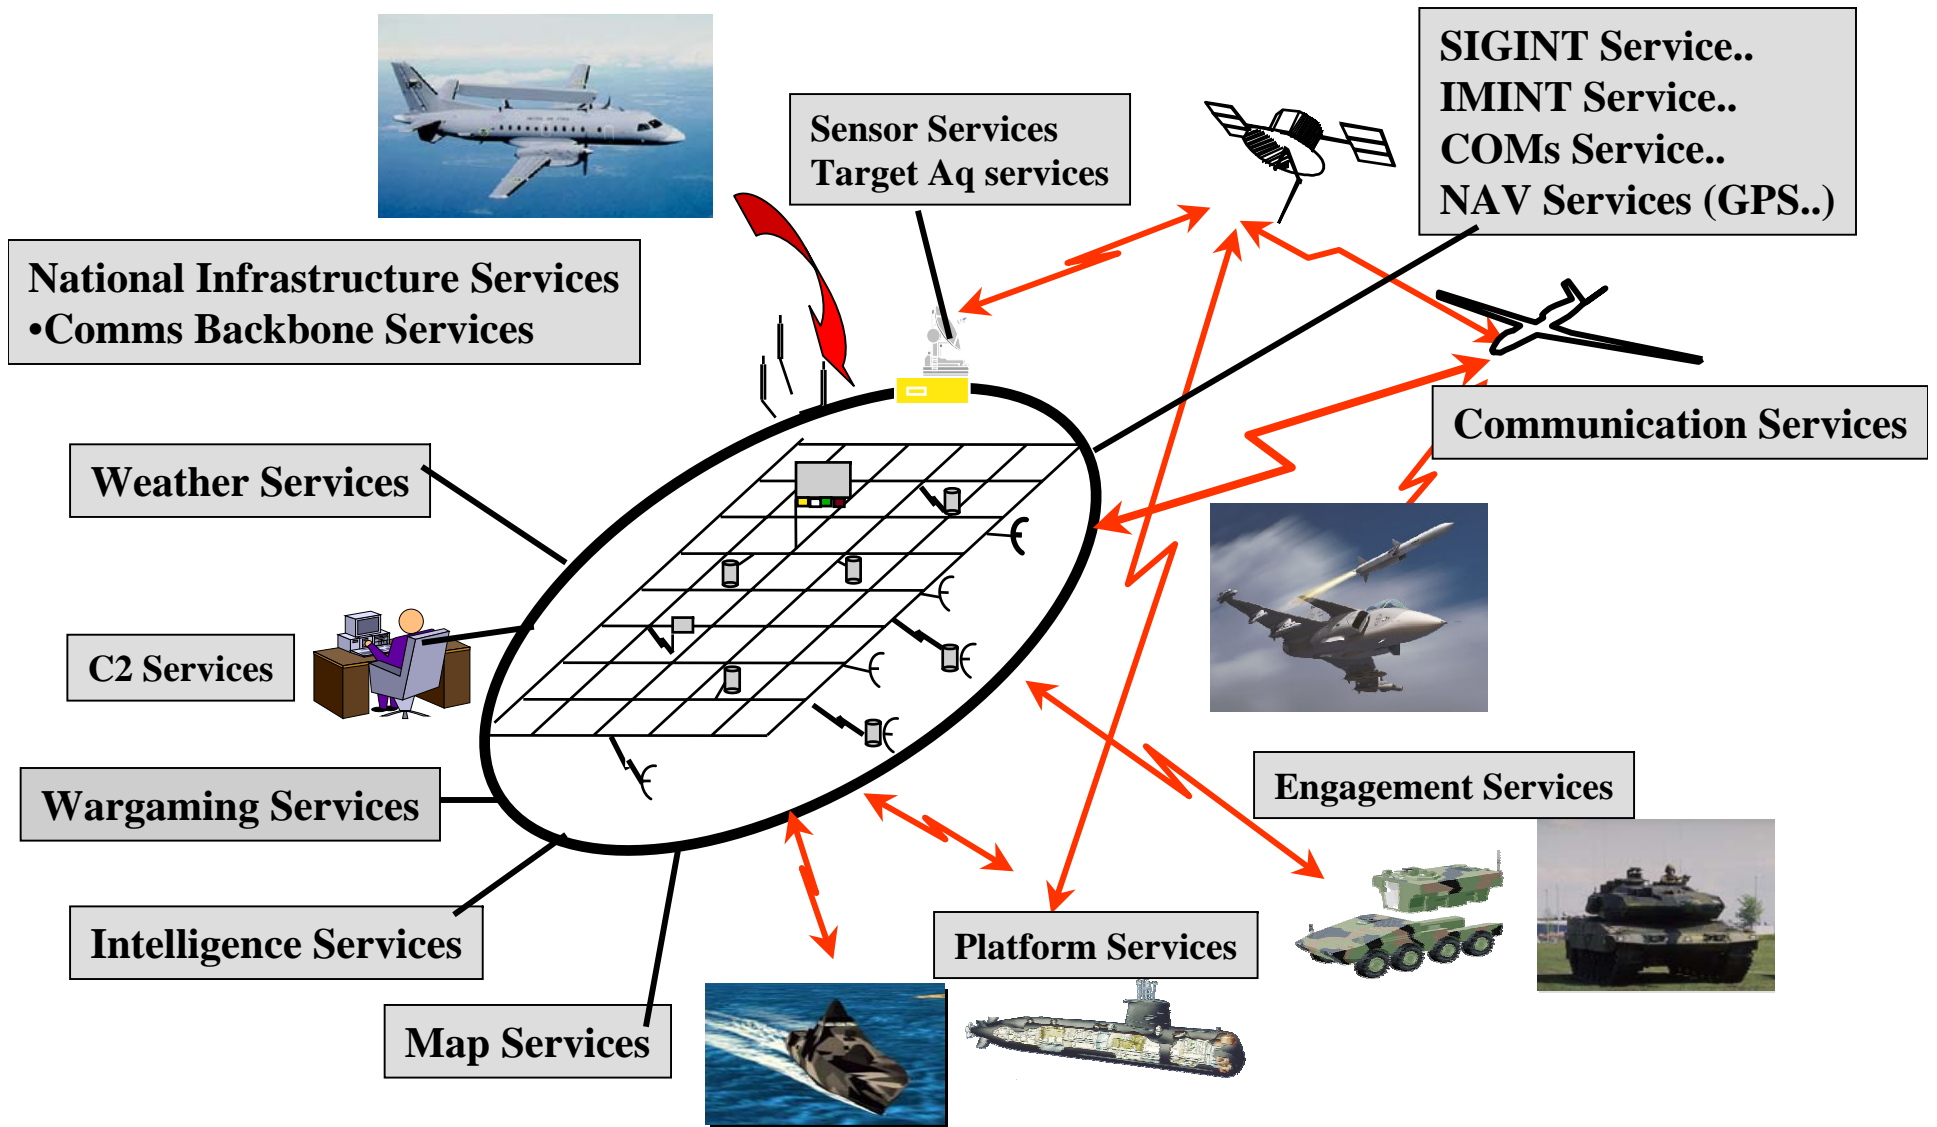 SIGINT Service..
IMINT Service..
COMs Service..
NAV Services (GPS..)
Sensor Services
Target Aq services
National Infrastructure Services
•Comms Backbone Services
Communication Services
Weather Services
C2 Services
Wargaming Services
Engagement Services
Intelligence Services
Platform Services
Map Services